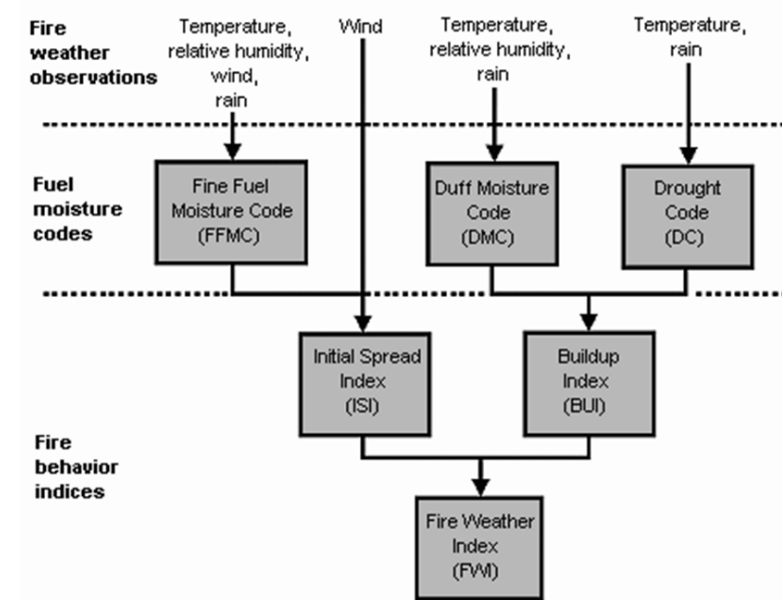 Fire
weather
observations
Temperature,
relative humidity,
wind,
rain
Wind
Temperature,
relative humidity,
rain
Temperature,
rain
Fuel
moisture
codes
Fine Fuel
Moisture Code
(FFMC)
Duff Moisture
Code
(DMC)
Drought
Code
(DC)
Fire
behavior
indices
Initial Spread
Index
(ISI)
Buildup
Index
(BUI)
Fire Weather
Index
(FWI)